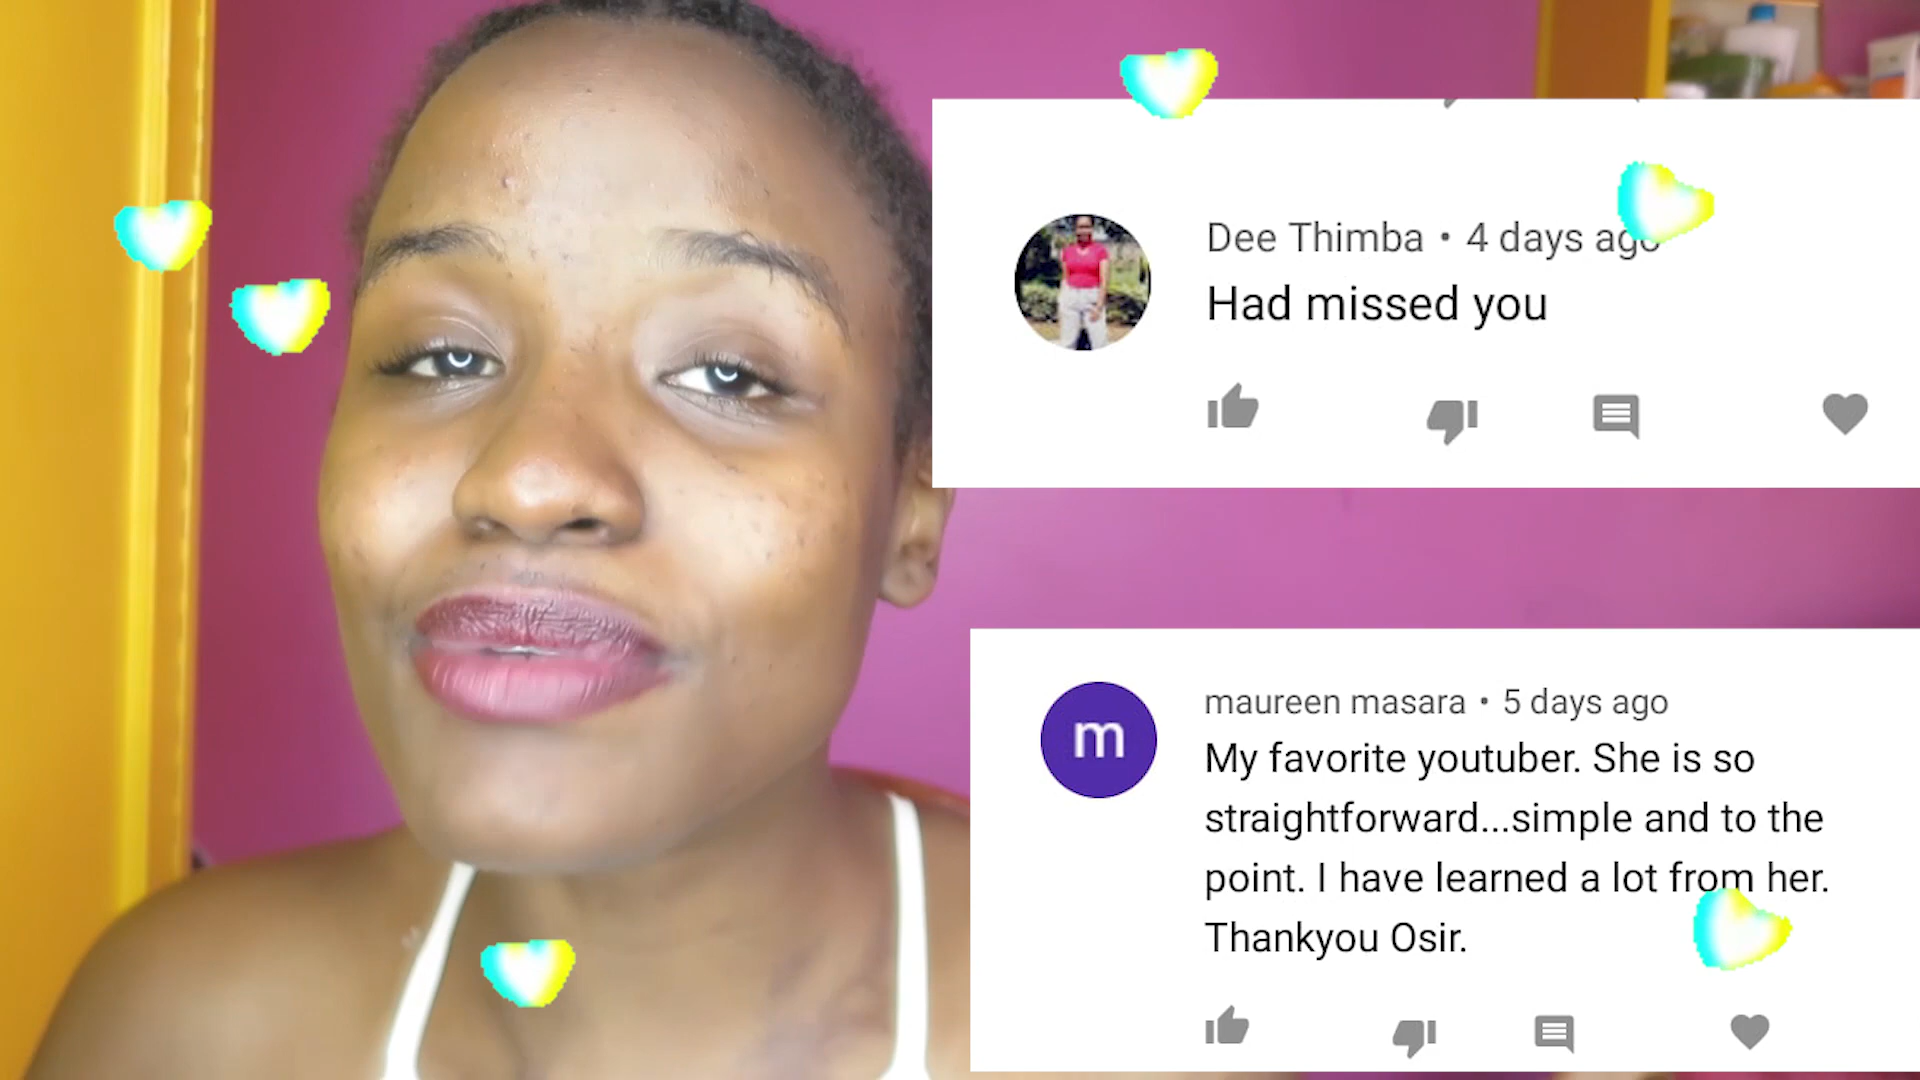 Dee Thimba • 4 days ago
Had missed you
m
maureen masara • 5 days ago
My favorite youtuber. She is so
straightforward...simple and to the
point. I have learned a lot from her.
Thankyou Osir.